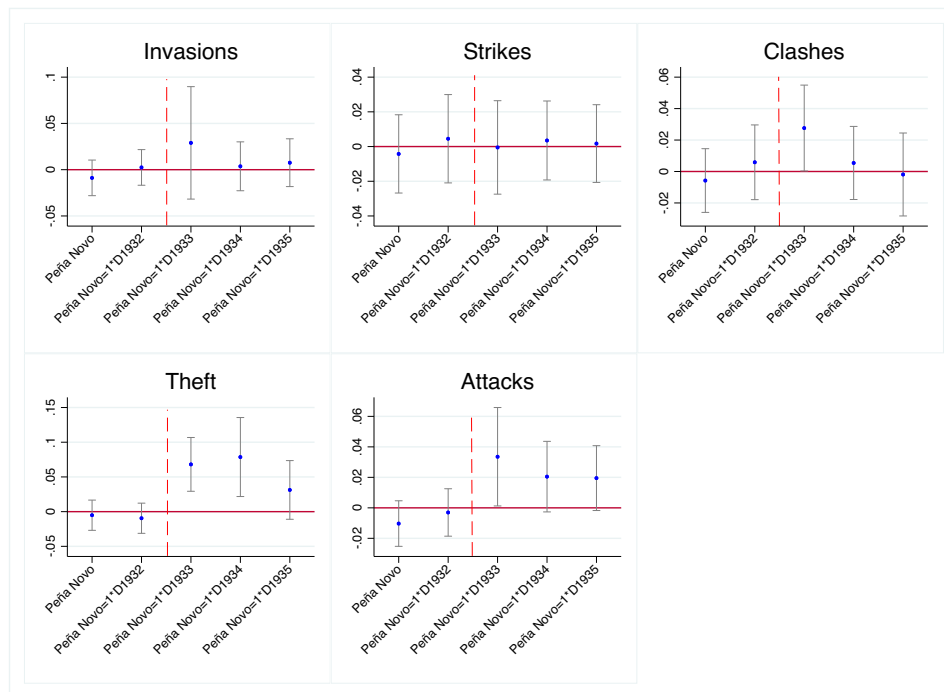 Invasions
.1
.05
0
-.05
Peña Novo
Peña Novo=1*D1932
Peña Novo=1*D1933
Peña Novo=1*D1934
Peña Novo=1*D1935
Strikes
.04
.02
0
-.02
-.04
Peña Novo
Peña Novo=1*D1932
Peña Novo=1*D1933
Peña Novo=1*D1934
Peña Novo=1*D1935
Clashes
.06
.04
.02
0
-.02
Peña Novo
Peña Novo=1*D1932
Peña Novo=1*D1933
Peña Novo=1*D1934
Peña Novo=1*D1935
Theft
.15
.1
.05
0
-.05
Peña Novo
Peña Novo=1*D1932
Peña Novo=1*D1933
Peña Novo=1*D1934
Peña Novo=1*D1935
Attacks
.06
.04
.02
0
-.02
Peña Novo
Peña Novo=1*D1932
Peña Novo=1*D1933
Peña Novo=1*D1934
Peña Novo=1*D1935